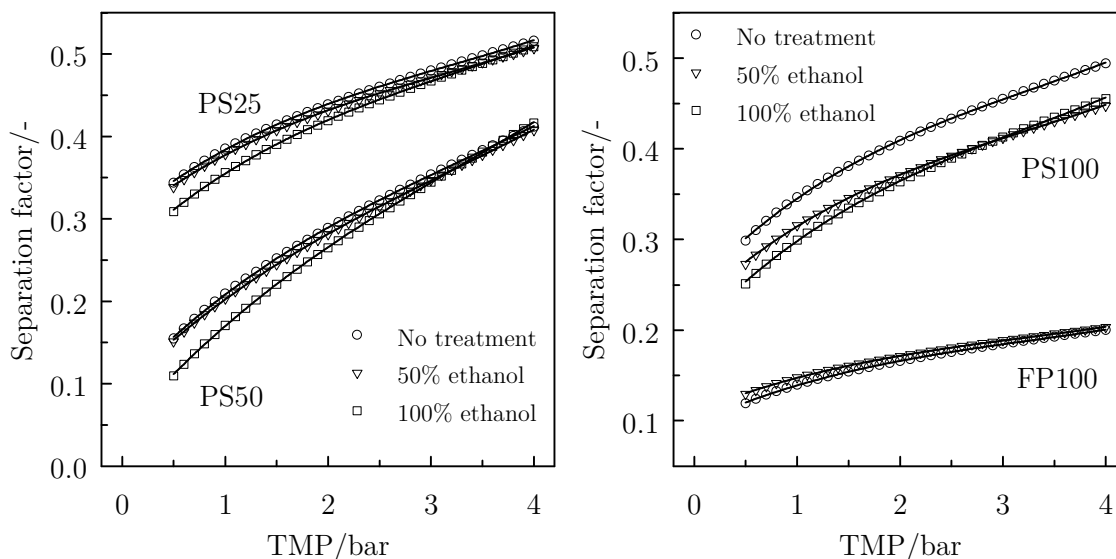 Separation factor/-
0.5
0.4
0.3
0.2
0.1
0.0
PS25
PS50
No treatment
50% ethanol
100% ethanol
0 1 2 3 4
TMP/bar
Separation factor/-
0.5
0.4
0.3
0.2
0.1
No treatment
50% ethanol
100% ethanol
PS100
FP100
0 1 2 3 4
TMP/bar